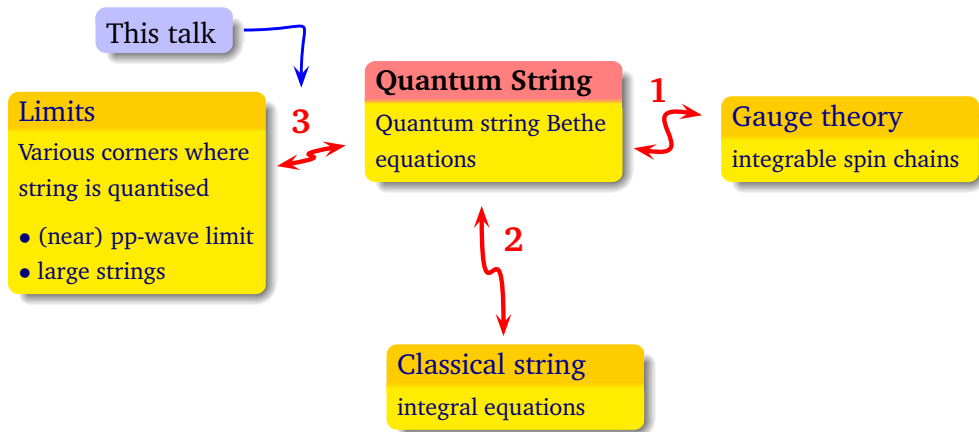 This talk
Limits
Various corners where
string is quantised
• (near) pp-wave limit
• large strings
3
Quantum String
Quantum string Bethe
equations
1
Gauge theory
integrable spin chains
2
Classical string
integral equations